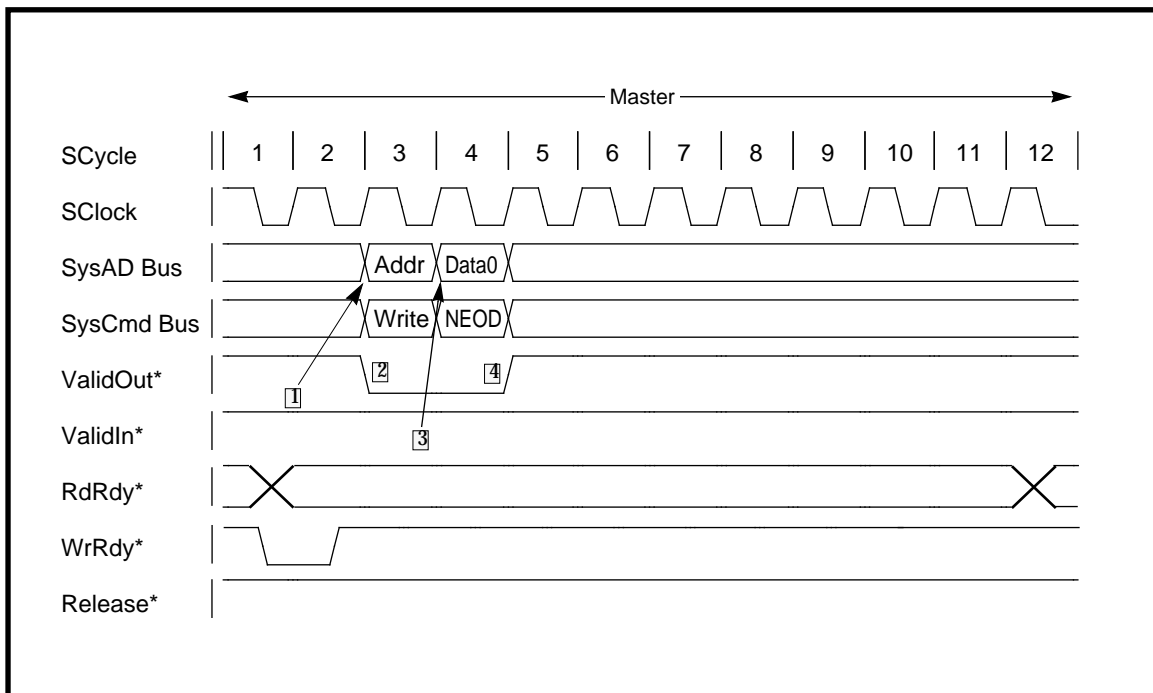 Master
SCycle 1 2 3 4 5 6 7 8 9 10 11 12
SClock
SysAD Bus Addr Data0
SysCmd Bus Write NEOD
ValidOut* 2 4
1
ValidIn* 3
RdRdy*
WrRdy*
Release*